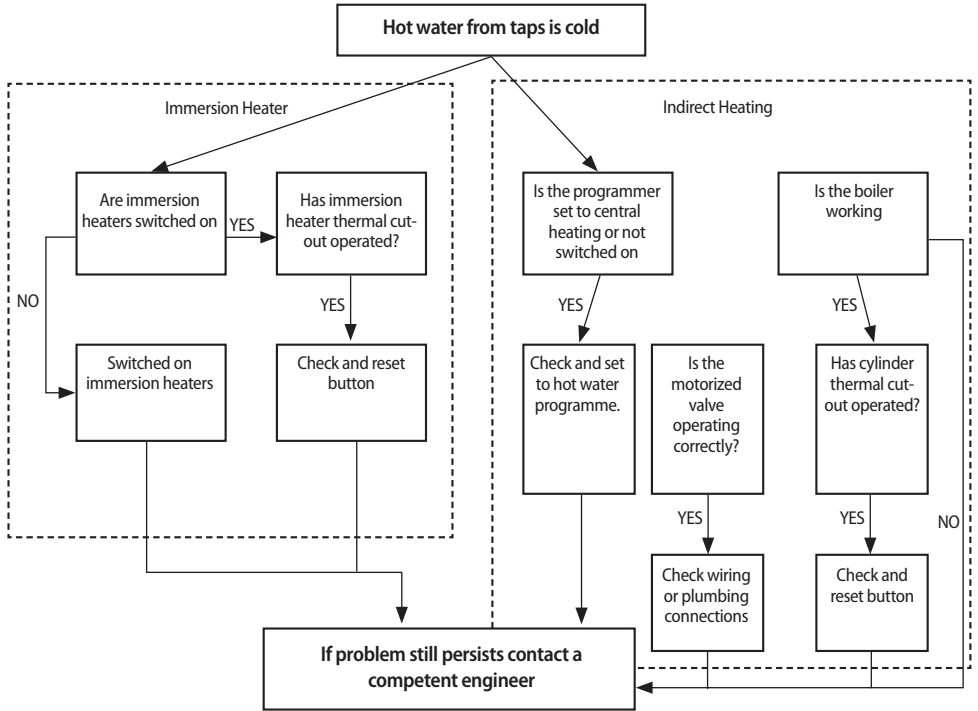 Hot water from taps is cold
Immersion Heater
Are immersion
heaters switched on
YES
Has immersion
heater thermal cut-
out operated?
NO
YES
Switched on
immersion heaters
Check and reset
button
Indirect Heating
Is the programmer
set to central
heating or not
switched on
Is the boiler
working
YES
YES
Check and set
to hot water
programme.
Is the
motorized
valve
operating
correctly?
Has cylinder
thermal cut-
out operated?
YES
YES
NO
Check wiring
or plumbing
connections
Check and
reset button
If problem still persists contact a
competent engineer